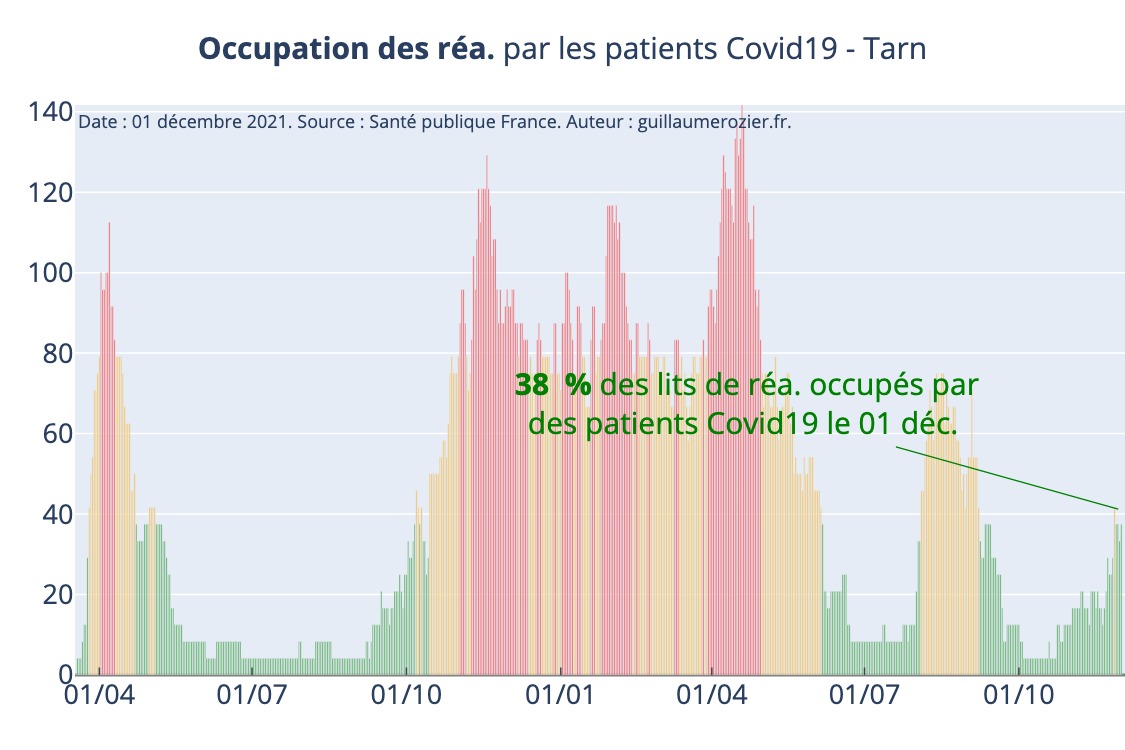 Occupation des réa. par les patients Covid19 - Tarn
140
Date : 01 décembre 2021. Source : Santé publique France. Auteur : guillaumerozier.fr.
120
100
80
38 % des lits de réa. occupés par
des patients Covid19 le 01 déc.
60
40
20
0
01/04 01/07 01/10 01/01 01/04 01/07 01/10